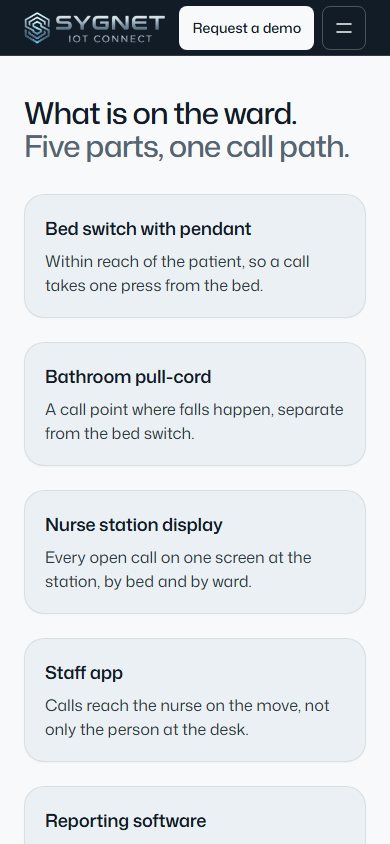 SYGNET
IOT CONNECT
Request a demo
What is on the ward.
Five parts, one call path.
Bed switch with pendant
Within reach of the patient, so a call
takes one press from the bed.
Bathroom pull-cord
A call point where falls happen, separate
from the bed switch.
Nurse station display
Every open call on one screen at the
station, by bed and by ward.
Staff app
Calls reach the nurse on the move, not
only the person at the desk.
Reporting software